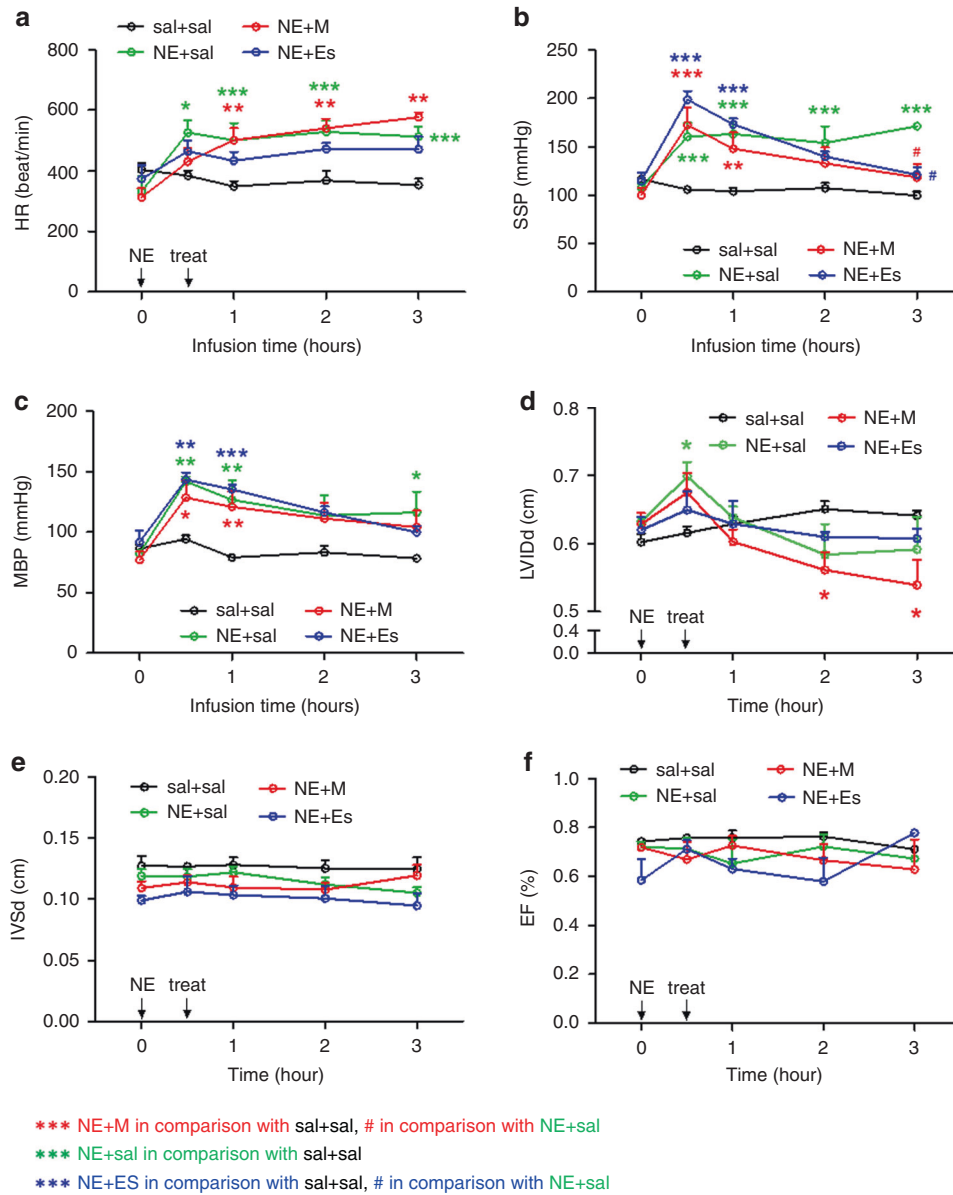 a
sal+sal
NE+M
NE+sal
NE+Es
800
600
400
200
0
HR (beat/min)
*
***
**
***
**
**
***
NE
treat
0
1
2
3
Infusion time (hours)
b
250
200
150
100
50
0
SSP (mmHg)
***
***
***
***
***
***
***
**
#
#
sal+sal
NE+M
NE+sal
NE+Es
0
1
2
3
Infusion time (hours)
c
200
150
100
50
0
MBP (mmHg)
**
**
***
**
*
*
**
sal+sal
NE+M
NE+sal
NE+Es
0
1
2
3
Infusion time (hours)
d
0.8
0.7
0.6
0.5
0.4
0.0
LVIDd (cm)
sal+sal
NE+M
NE+sal
NE+Es
*
*
*
NE
treat
0
1
2
3
Time (hour)
e
0.20
0.15
0.10
0.05
0.00
IVSd (cm)
sal+sal
NE+M
NE+sal
NE+Es
NE
treat
0
1
2
3
Time (hour)
f
1.0
0.8
0.6
0.4
0.2
0.0
EF (%)
sal+sal
NE+M
NE+sal
NE+Es
NE
treat
0
1
2
3
Time (hour)
*** NE+M in comparison with sal+sal, # in comparison with NE+sal
*** NE+sal in comparison with sal+sal
*** NE+ES in comparison with sal+sal, # in comparison with NE+sal